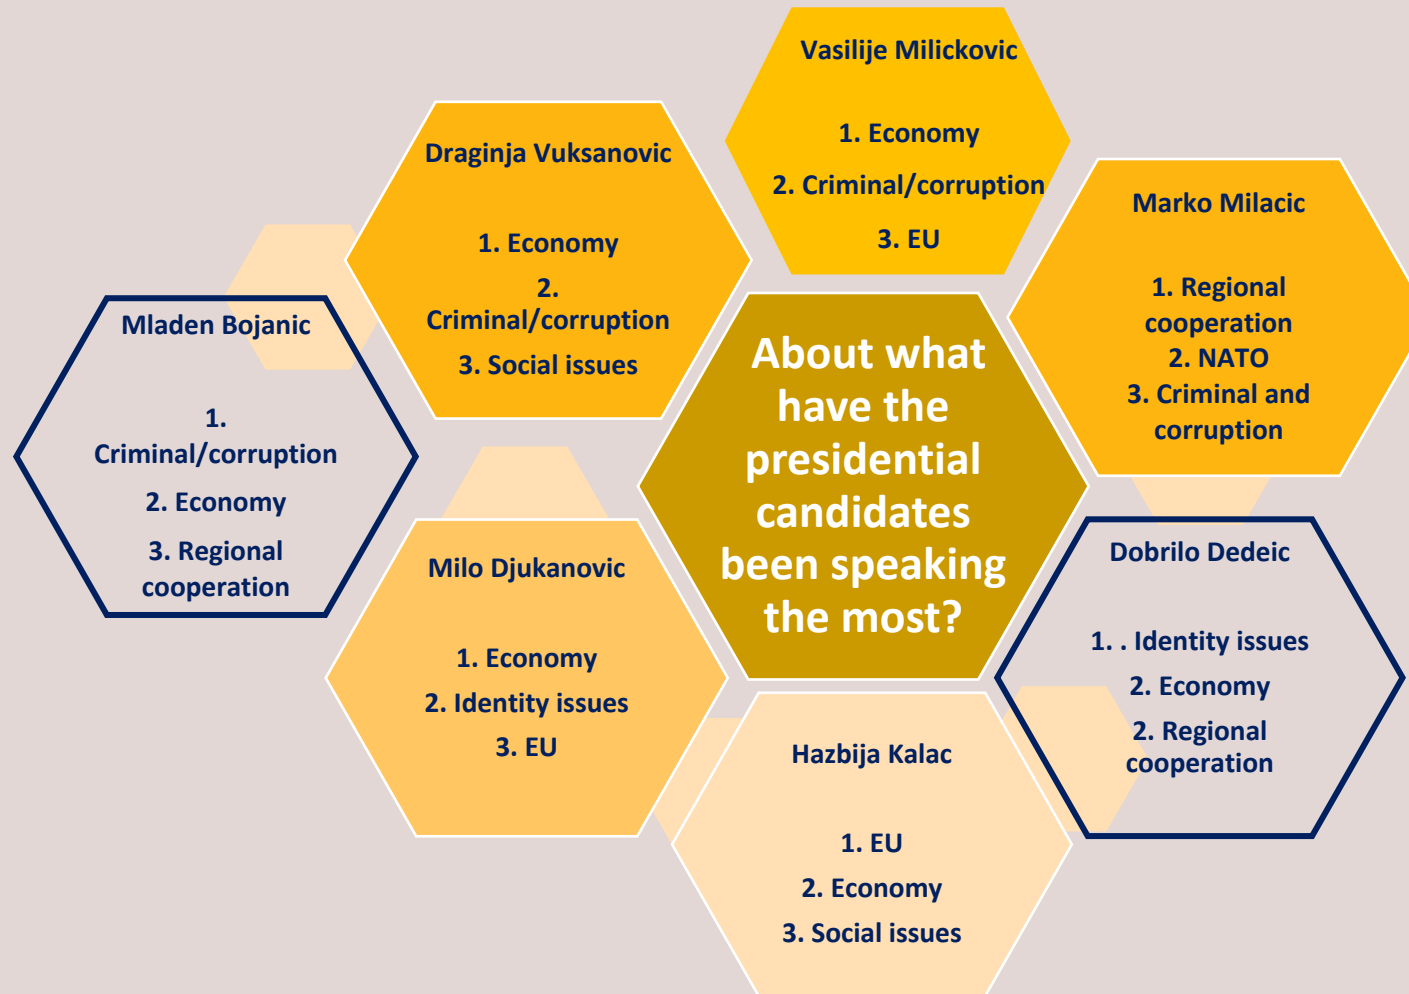 Vasilije Milickovic
1. Economy
2. Criminal/corruption
3. EU
Draginja Vuksanovic
1. Economy
2.
Criminal/corruption
3. Social issues
Marko Milacic
1. Regional
cooperation
2. NATO
3. Criminal and
corruption
Mladen Bojanic
1.
Criminal/corruption
2. Economy
3. Regional
cooperation
About what
have the
presidential
candidates
been speaking
the most?
Milo Djukanovic
1. Economy
2. Identity issues
3. EU
Dobrilo Dedeic
1. . Identity issues
2. Economy
2. Regional
cooperation
Hazbija Kalac
1. EU
2. Economy
3. Social issues